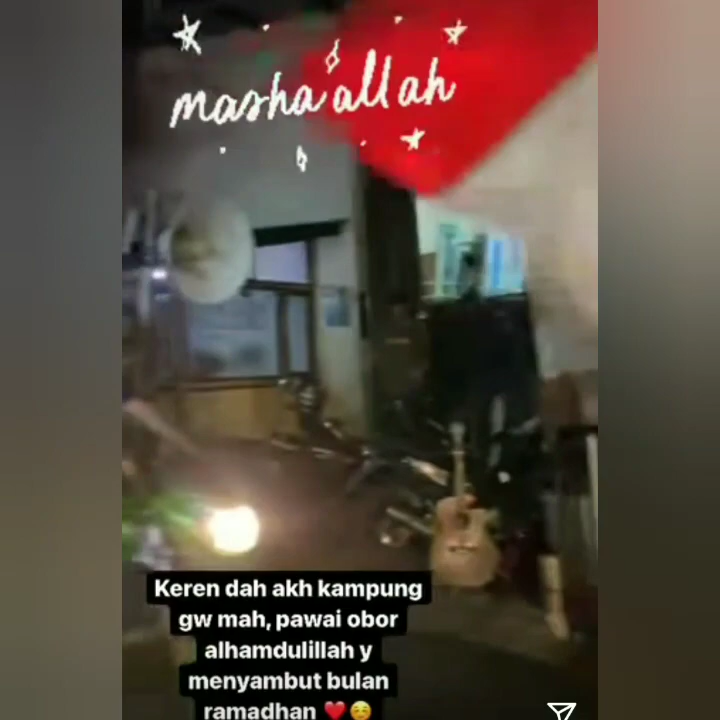 masha'allah
Keren dah akh kampung
gw mah, pawai obor
alhamdulillah y
menyambut bulan
ramadhan ❤️☺️